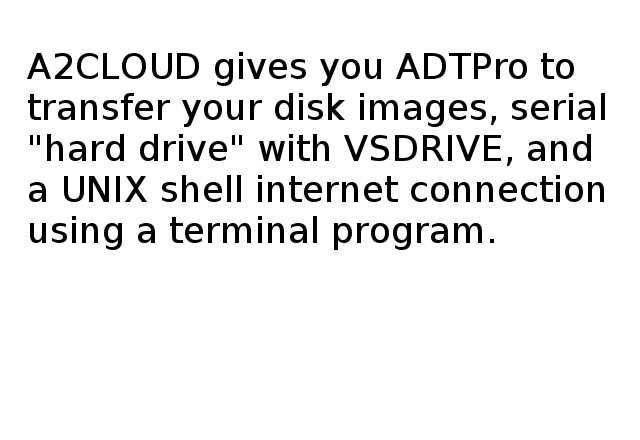 A2CLOUD gives you ADTPro to
transfer your disk images, serial
"hard drive" with VSDRIVE, and
a UNIX shell internet connection
using a terminal program.